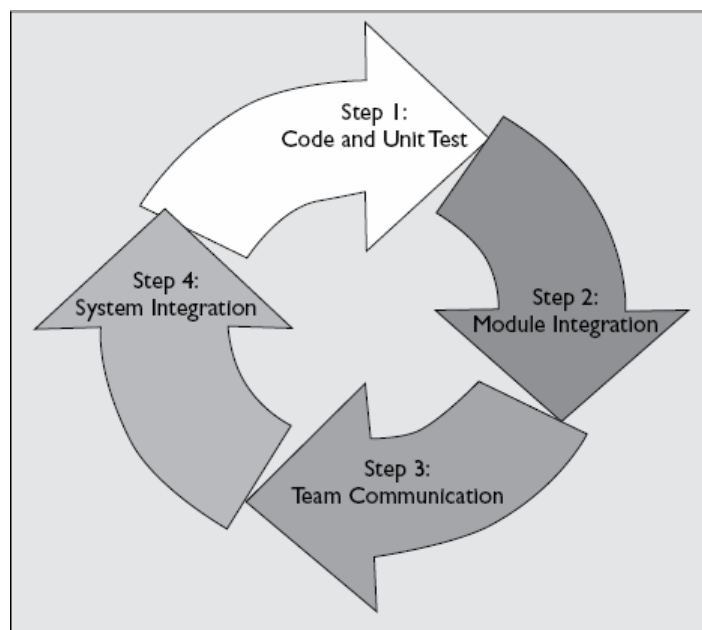 Step 1:
Code and Unit Test
Step 2:
Module Integration
Step 3:
Team Communication
Step 4:
System Integration